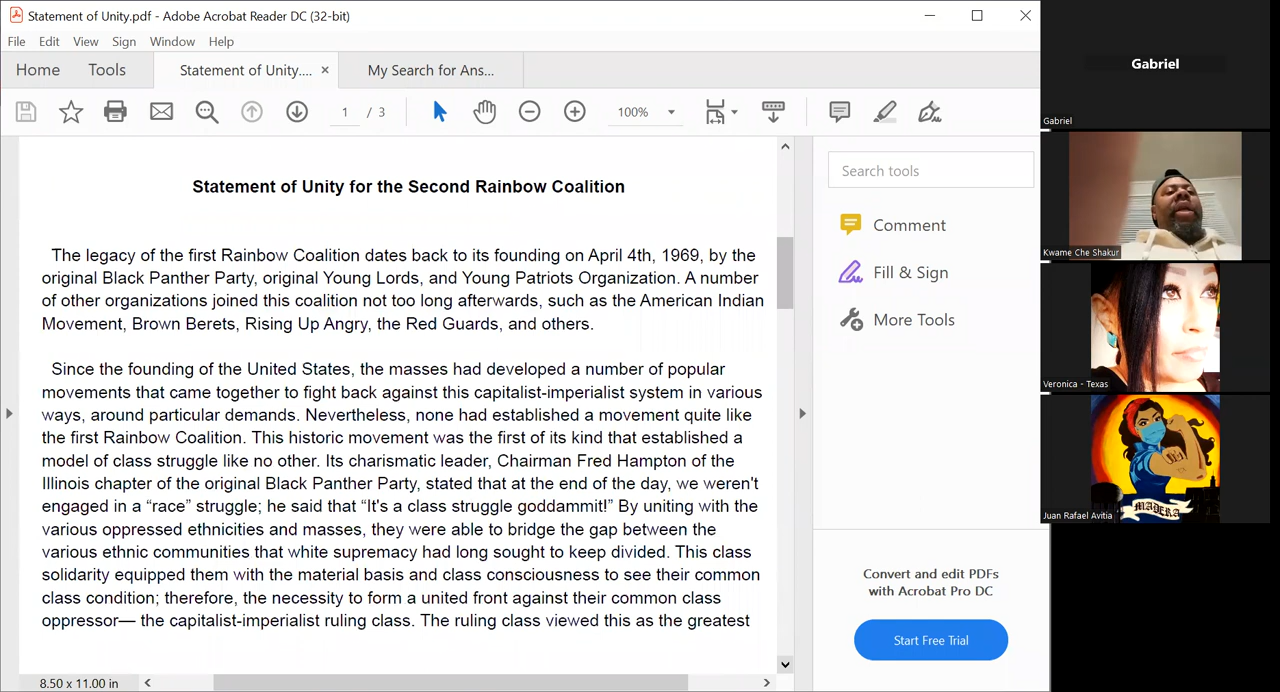 Statement of Unity.pdf - Adobe Acrobat Reader DC (32-bit)
File Edit View Sign Window Help
Home Tools Statement of Unity.... × My Search for Ans...
1 / 3 100%
Statement of Unity for the Second Rainbow Coalition
The legacy of the first Rainbow Coalition dates back to its founding on April 4th, 1969, by the
original Black Panther Party, original Young Lords, and Young Patriots Organization. A number
of other organizations joined this coalition not too long afterwards, such as the American Indian
Movement, Brown Berets, Rising Up Angry, the Red Guards, and others.
Since the founding of the United States, the masses had developed a number of popular
movements that came together to fight back against this capitalist-imperialist system in various
ways, around particular demands. Nevertheless, none had established a movement quite like
the first Rainbow Coalition. This historic movement was the first of its kind that established a
model of class struggle like no other. Its charismatic leader, Chairman Fred Hampton of the
Illinois chapter of the original Black Panther Party, stated that at the end of the day, we weren't
engaged in a “race” struggle; he said that “It's a class struggle goddammit!” By uniting with the
various oppressed ethnicities and masses, they were able to bridge the gap between the
various ethnic communities that white supremacy had long sought to keep divided. This class
solidarity equipped them with the material basis and class consciousness to see their common
class condition; therefore, the necessity to form a united front against their common class
oppressor— the capitalist-imperialist ruling class. The ruling class viewed this as the greatest
8.50 x 11.00 in
Search tools
Comment
Fill & Sign
More Tools
Convert and edit PDFs
with Acrobat Pro DC
Start Free Trial
Gabriel
Gabriel
Kwame Che Shakur
Veronica - Texas
MADERA
Juan Rafael Avitia